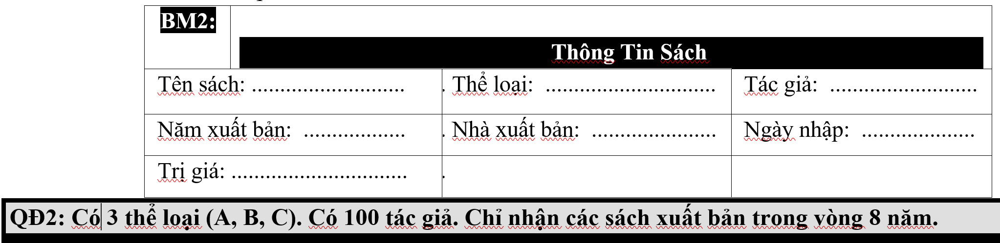 BM2:
Thông Tin Sách
Tên sách: ............................ Thể loại: .............................. Tác giả: ..........................
Năm xuất bản: ................... Nhà xuất bản: ...................... Ngày nhập: ....................
Trị giá: ................................
QĐ2: Có 3 thể loại (A, B, C). Có 100 tác giả. Chỉ nhận các sách xuất bản trong vòng 8 năm.